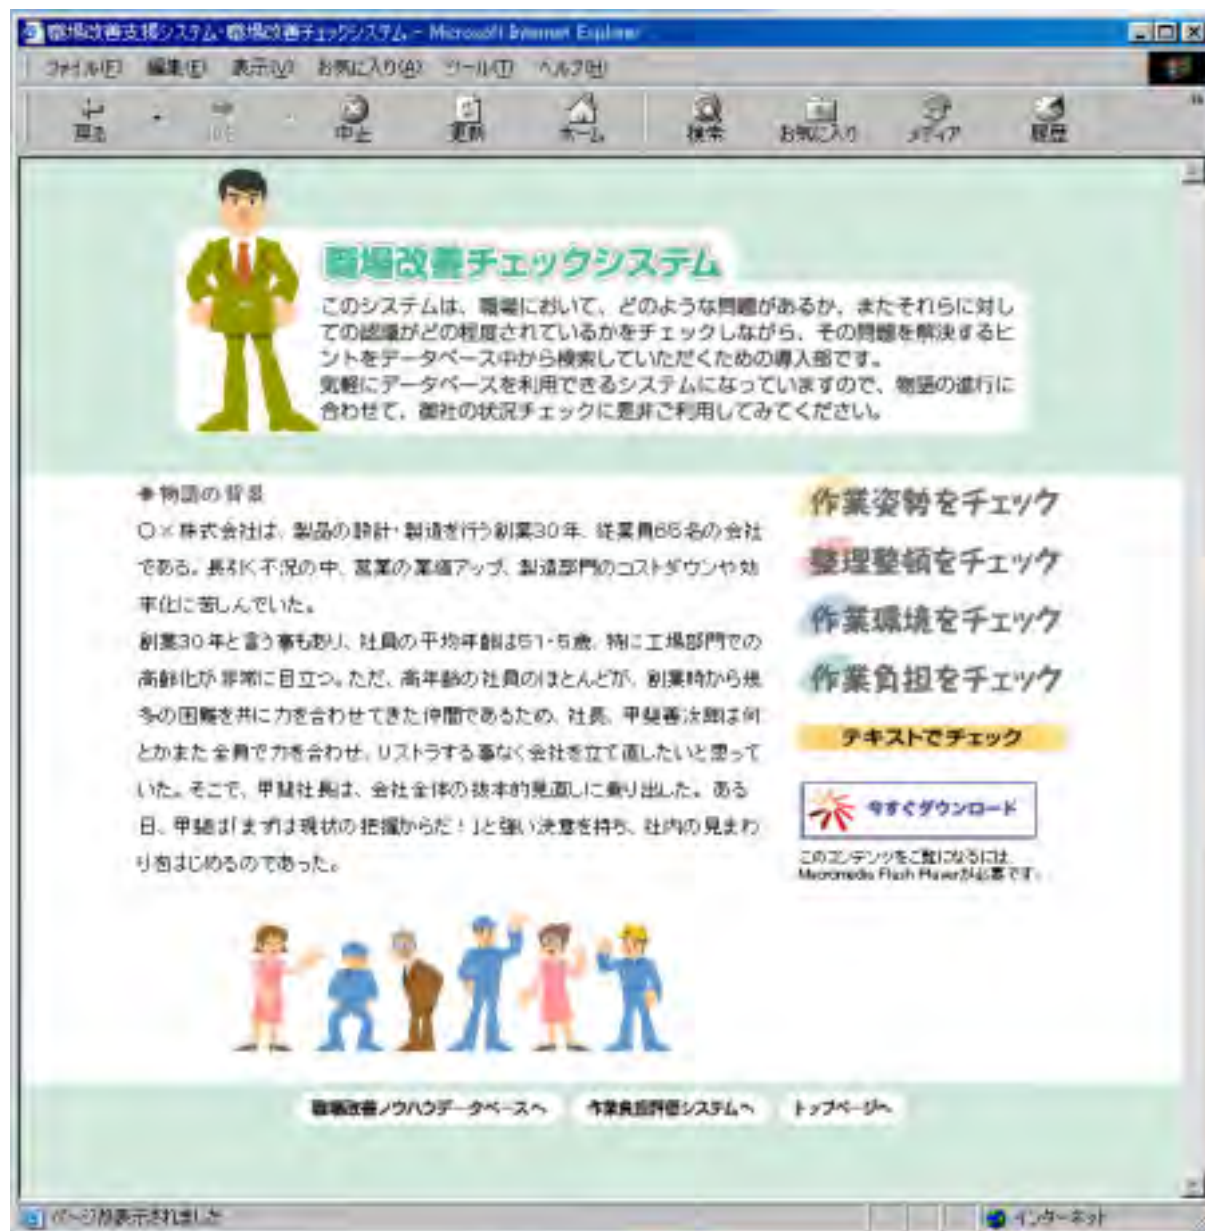 職場改善支援システム・職場改善チェックシステム - Microsoft Internet Explorer
ファイル(F) 編集(E) 表示(V) お気に入り(A) ツール(T) ヘルプ(H)
戻る 中止 更新 ホーム 検索 お気に入り メディア 履歴
職場改善チェックシステム
このシステムは、職場において、どのような問題があるか、またそれらに対し
ての認識がどの程度されているかをチェックしながら、その問題を解決するヒ
ントをデータベース中から検索していただくための導入部です。
気軽にデータベースを利用できるシステムになっていますので、物語の進行に
合わせて、御社の状況チェックに是非ご利用してみてください。
◆物語の背景
○×株式会社は、製品の設計・製造を行う創業30年、従業員65名の会社
である。長引く不況の中、営業の業績アップ、製造部門のコストダウンや効
率化に苦しんでいた。
創業30年と言う事もあり、社員の平均年齢は51・5歳、特に工場部門での
高齢化が非常に目立つ。ただ、高年齢の社員のほとんどが、創業時から幾
多の困難を共に力を合わせてきた仲間であるため、社長、甲斐善次郎は何
とかまた全員で力を合わせ、リストラする事なく会社を立て直したいと思って
いた。そこで、甲斐社長は、会社全体の抜本的見直しに乗り出した。ある
日、甲斐は「まずは現状の把握からだ!」と強い決意を持ち、社内の見まわ
りをはじめるのであった。
作業姿勢をチェック
整理整頓をチェック
作業環境をチェック
作業負担をチェック
テキストでチェック
今すぐダウンロード
このコンテンツをご覧になるには
Macromedia Flash Playerが必要です。
職場改善ノウハウデータベースへ 作業負担評価システムへ トップページへ
ページが表示されました インターネット